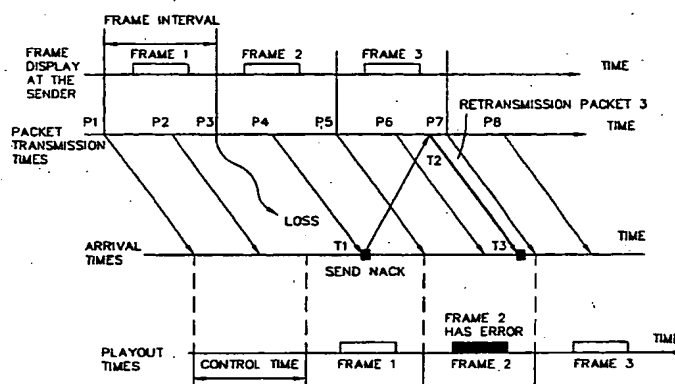 FRAME INTERVAL
FRAME
DISPLAY
AT THE
SENDER
FRAME 1
FRAME 2
FRAME 3
TIME
RETRANSMISSION PACKET 3
P1
P2
P3
P4
P5
P6
P7
P8
TIME
PACKET
TRANSMISSION
TIMES
T2
LOSS
ARRIVAL
TIMES
T1
T3
TIME
SEND NACK
FRAME 2
HAS ERROR
TIME
PLAYOUT
TIMES
CONTROL TIME
FRAME 1
FRAME 2
FRAME 3